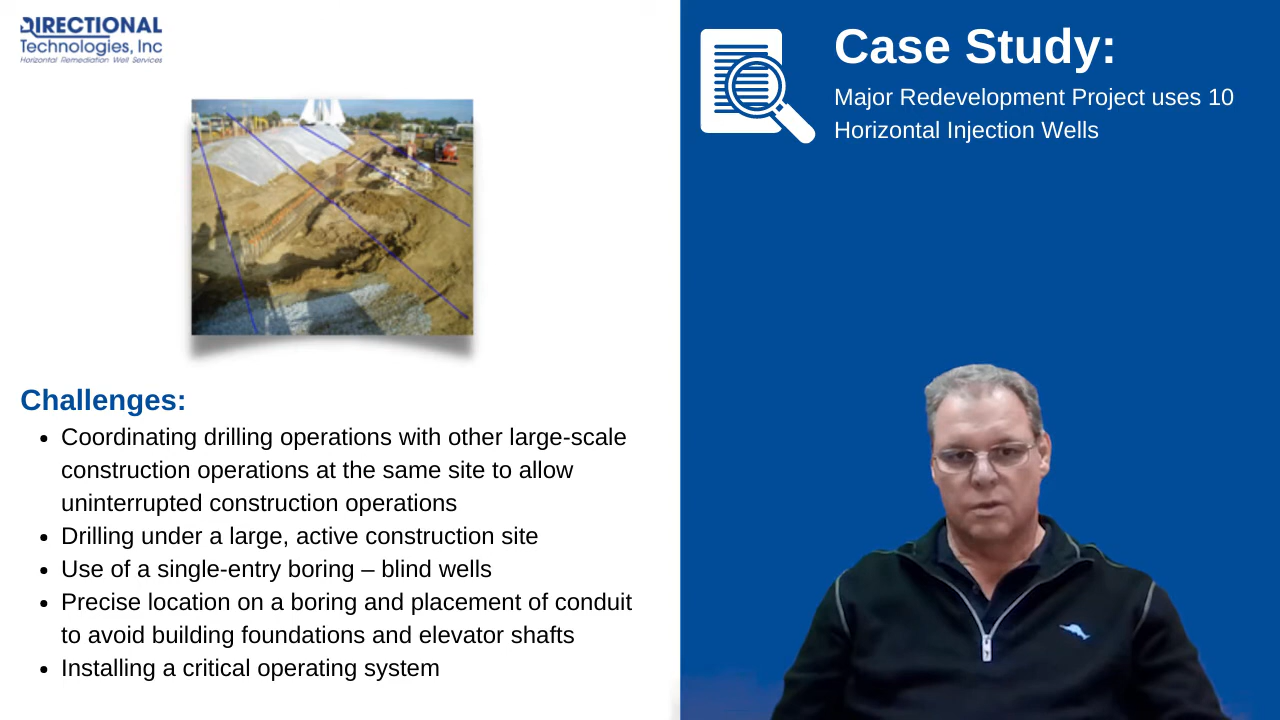 DIRECTIONAL
Technologies, Inc
Horizontal Remediation Well Services
Case Study:
Major Redevelopment Project uses 10
Horizontal Injection Wells
Challenges:
• Coordinating drilling operations with other large-scale
construction operations at the same site to allow
uninterrupted construction operations
• Drilling under a large, active construction site
• Use of a single-entry boring – blind wells
• Precise location on a boring and placement of conduit
to avoid building foundations and elevator shafts
• Installing a critical operating system